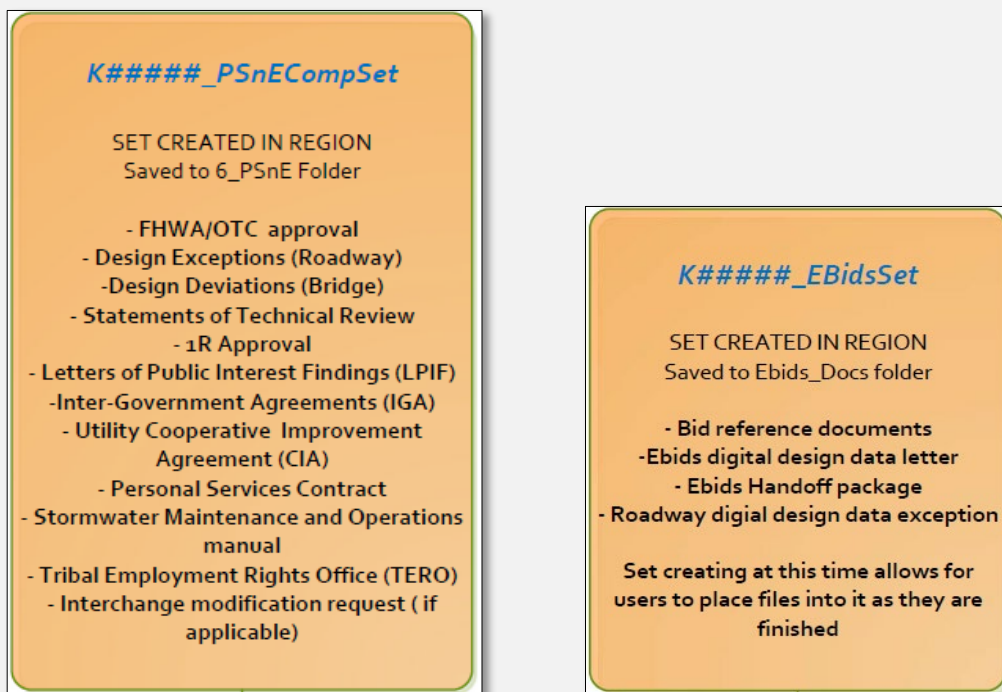 K#####_PSnECompSet
SET CREATED IN REGION
Saved to 6_PSnE Folder
- FHWA/OTC approval
- Design Exceptions (Roadway)
-Design Deviations (Bridge)
- Statements of Technical Review
- 1R Approval
- Letters of Public Interest Findings (LPIF)
-Inter-Government Agreements (IGA)
- Utility Cooperative Improvement
Agreement (CIA)
- Personal Services Contract
- Stormwater Maintenance and Operations
manual
- Tribal Employment Rights Office (TERO)
- Interchange modification request ( if
applicable)
K#####_EBidsSet
SET CREATED IN REGION
Saved to Ebids_Docs folder
- Bid reference documents
-Ebids digital design data letter
- Ebids Handoff package
- Roadway digial design data exception
Set creating at this time allows for
users to place files into it as they are
finished